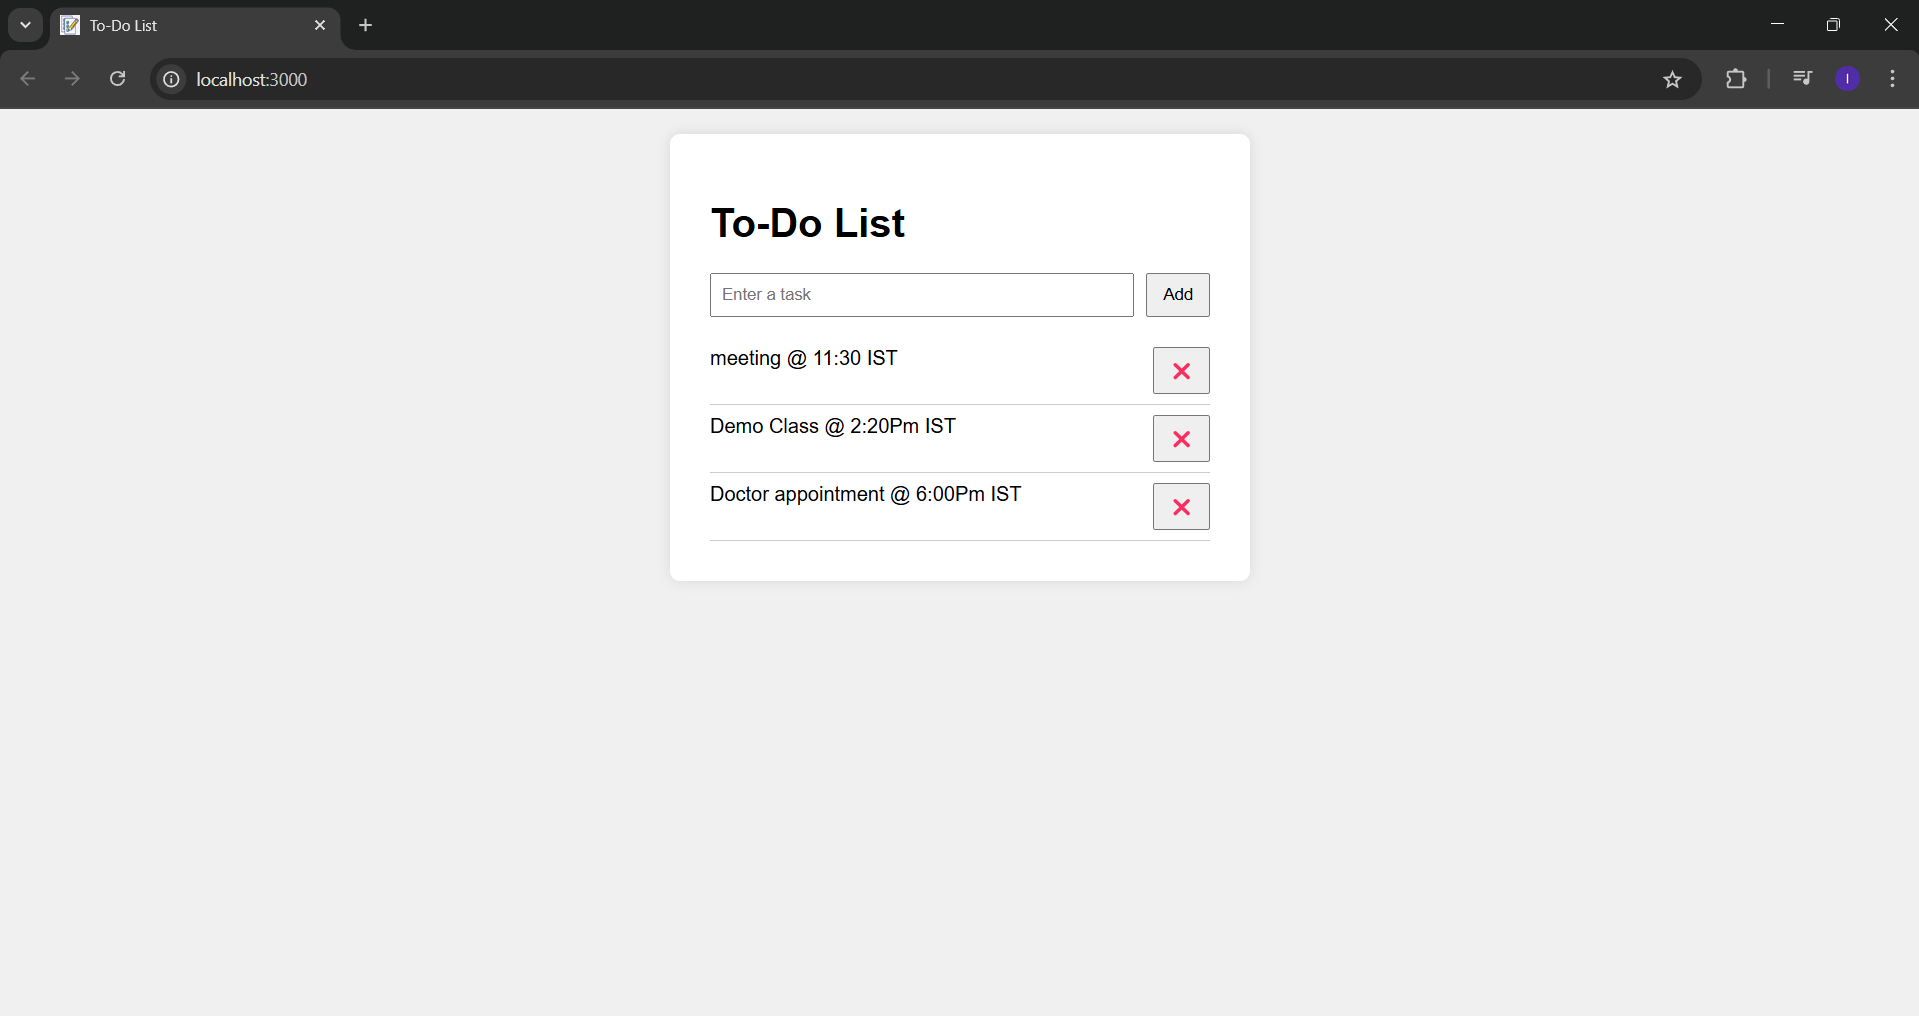 To-Do List
localhost:3000
I
To-Do List
Enter a task
Add
meeting @ 11:30 IST
Demo Class @ 2:20Pm IST
Doctor appointment @ 6:00Pm IST